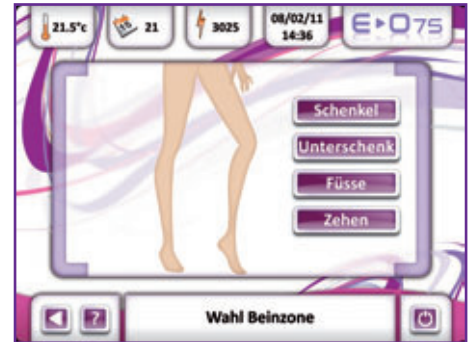 21.5°c
21
3025
08/02/11
14:36
E▸O75
Schenkel
Unterschenk
Füsse
Zehen
?
Wahl Beinzone